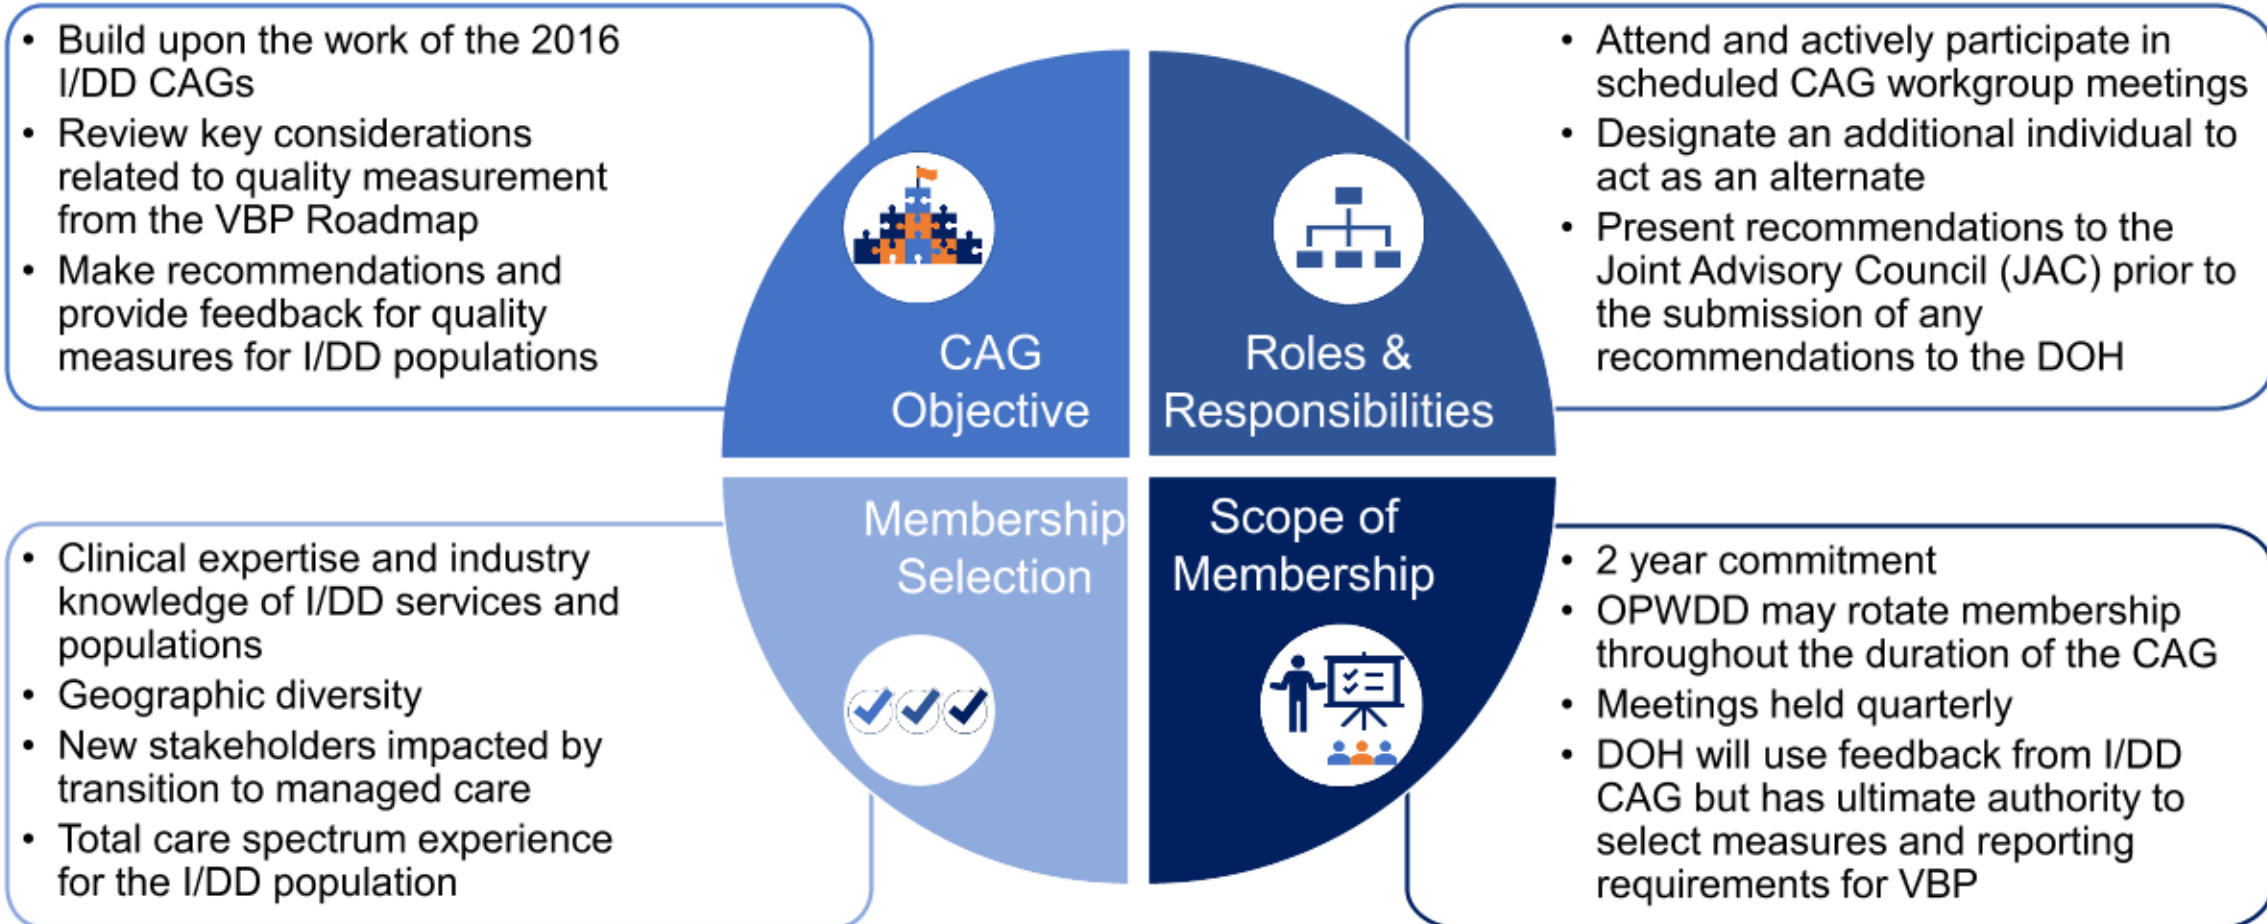 • Build upon the work of the 2016
I/DD CAGs
• Review key considerations
related to quality measurement
from the VBP Roadmap
• Make recommendations and
provide feedback for quality
measures for I/DD populations
CAG
Objective
Roles &
Responsibilities
• Attend and actively participate in
scheduled CAG workgroup meetings
• Designate an additional individual to
act as an alternate
• Present recommendations to the
Joint Advisory Council (JAC) prior to
the submission of any
recommendations to the DOH
• Clinical expertise and industry
knowledge of I/DD services and
populations
• Geographic diversity
• New stakeholders impacted by
transition to managed care
• Total care spectrum experience
for the I/DD population
Membership
Selection
Scope of
Membership
• 2 year commitment
• OPWDD may rotate membership
throughout the duration of the CAG
• Meetings held quarterly
• DOH will use feedback from I/DD
CAG but has ultimate authority to
select measures and reporting
requirements for VBP